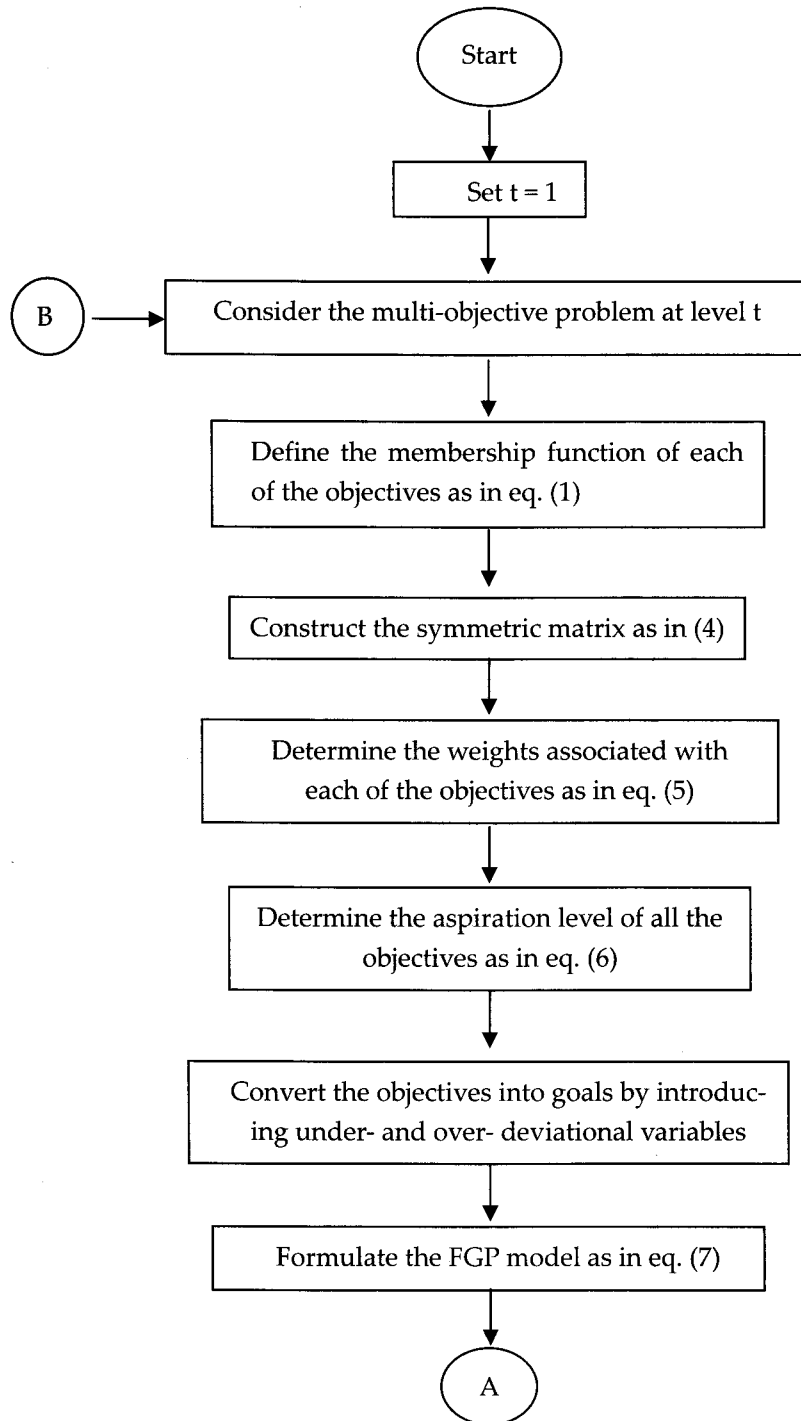 Start
Set t = 1
B
Consider the multi-objective problem at level t
Define the membership function of each
of the objectives as in eq. (1)
Construct the symmetric matrix as in (4)
Determine the weights associated with
each of the objectives as in eq. (5)
Determine the aspiration level of all the
objectives as in eq. (6)
Convert the objectives into goals by introduc-
ing under- and over- deviational variables
Formulate the FGP model as in eq. (7)
A